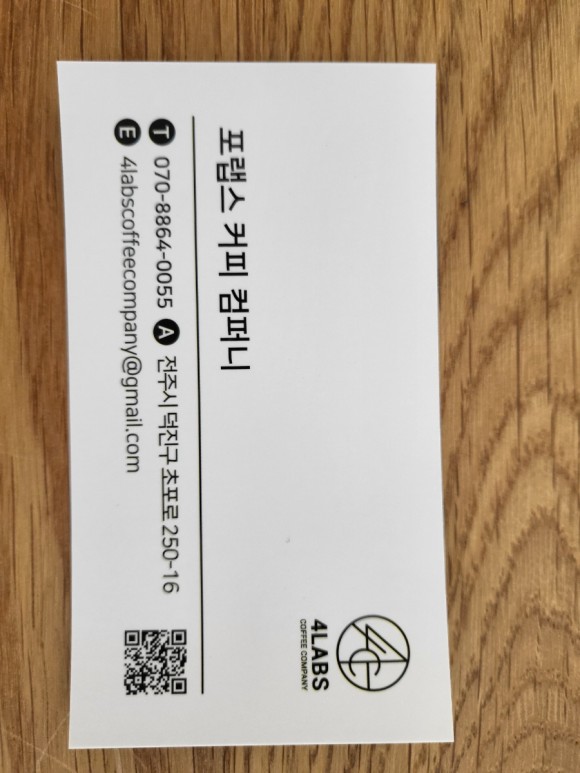 4LABS
COFFEE COMPANY
포랩스 커피 컴퍼니
T 070-8864-0055 A 전주시 덕진구 초포로 250-16
E 4labscoffeecompany@gmail.com